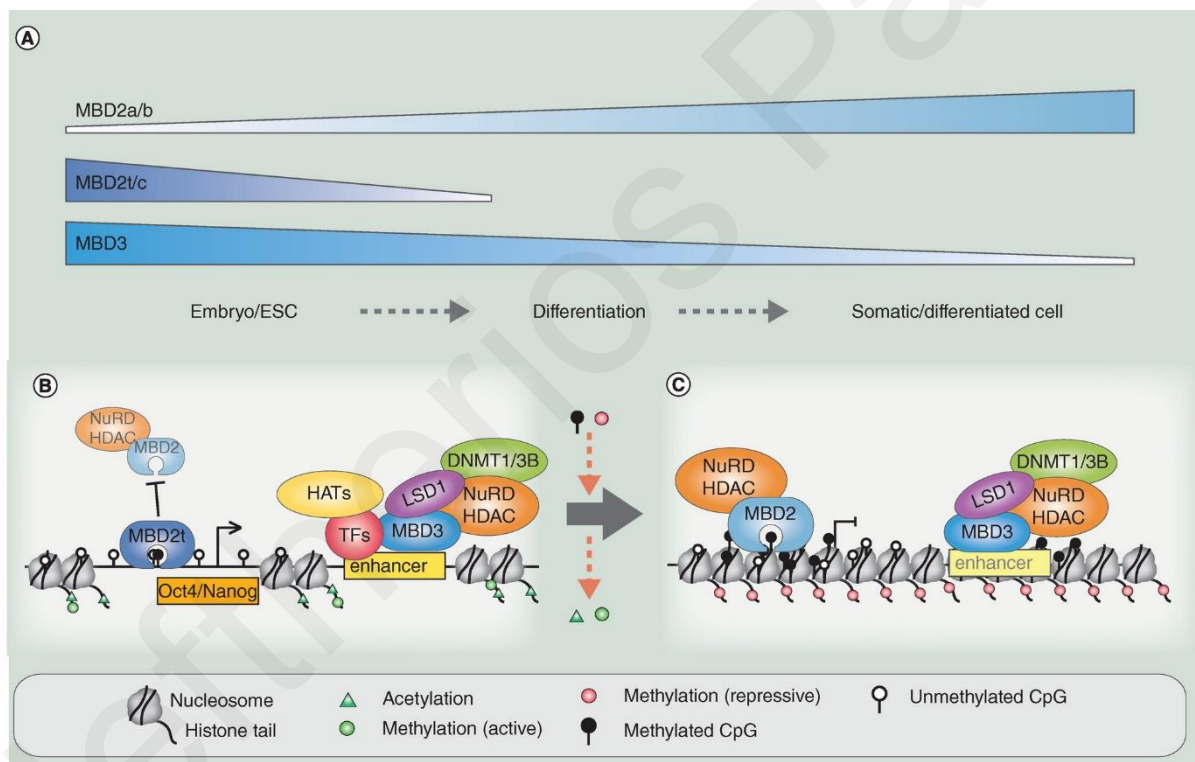 A
MBD2a/b
MBD2t/c
MBD3
Embryo/ESC
Differentiation
Somatic/differentiated cell
B
NuRD
HDAC
MBD2
MBD2t
Oct4/Nanog
HATs
TFs
LSD1
DNMT1/3B
NuRD
HDAC
MBD3
enhancer
C
NuRD
HDAC
MBD2
DNMT1/3B
LSD1
NuRD
HDAC
MBD3
enhancer
Nucleosome
Histone tail
Acetylation
Methylation (active)
Methylation (repressive)
Methylated CpG
Unmethylated CpG
eftherios Pa